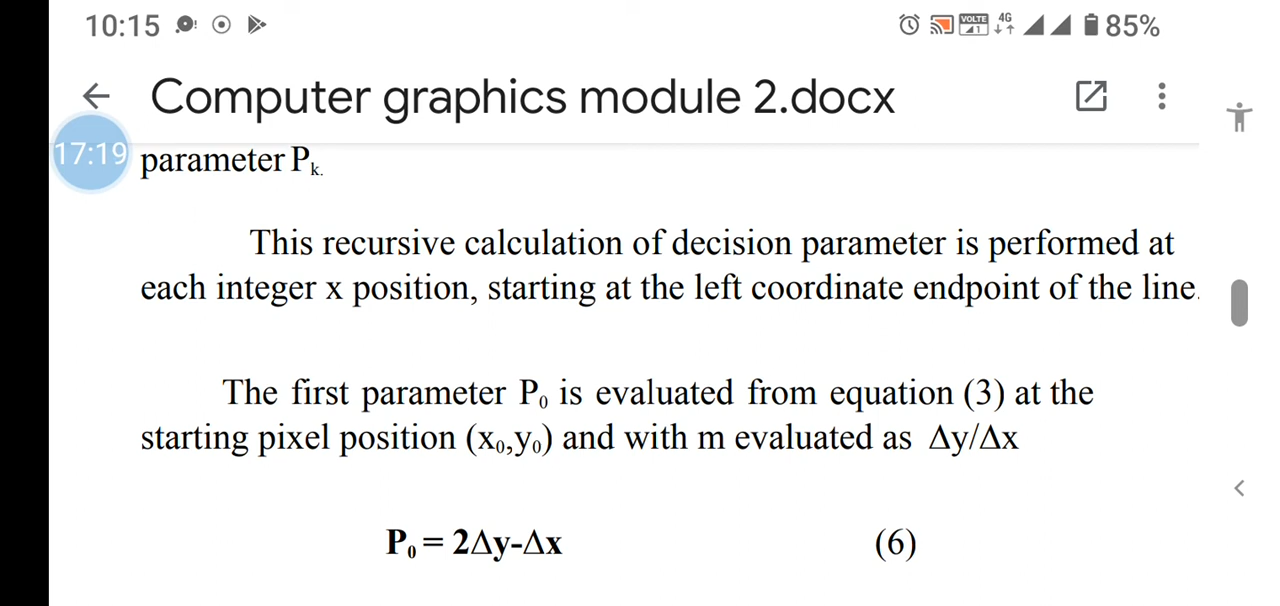 10:15 VOLTE 1 4G 85%
Computer graphics module 2.docx
17:19
parameter Pₖ.
This recursive calculation of decision parameter is performed at
each integer x position, starting at the left coordinate endpoint of the line.
The first parameter P₀ is evaluated from equation (3) at the
starting pixel position (x₀,y₀) and with m evaluated as Δy/Δx
P₀ = 2Δy-Δx (6)